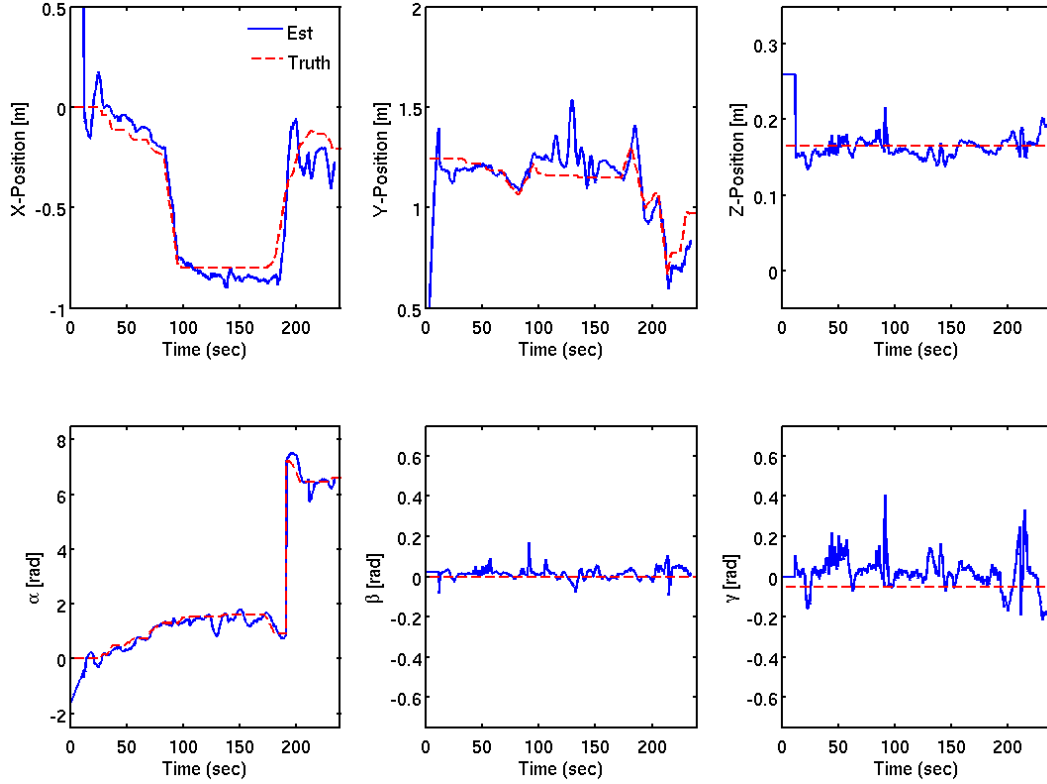 0.5
0
-0.5
-1
X-Position [m]
0 50 100 150 200
Time (sec)
Est
Truth
2
1.5
1
0.5
Y-Position [m]
0 50 100 150 200
Time (sec)
0.3
0.2
0.1
0
Z-Position [m]
0 50 100 150 200
Time (sec)
8
6
4
2
0
-2
α [rad]
0 50 100 150 200
Time (sec)
0.6
0.4
0.2
0
-0.2
-0.4
-0.6
β [rad]
0 50 100 150 200
Time (sec)
0.6
0.4
0.2
0
-0.2
-0.4
-0.6
γ [rad]
0 50 100 150 200
Time (sec)